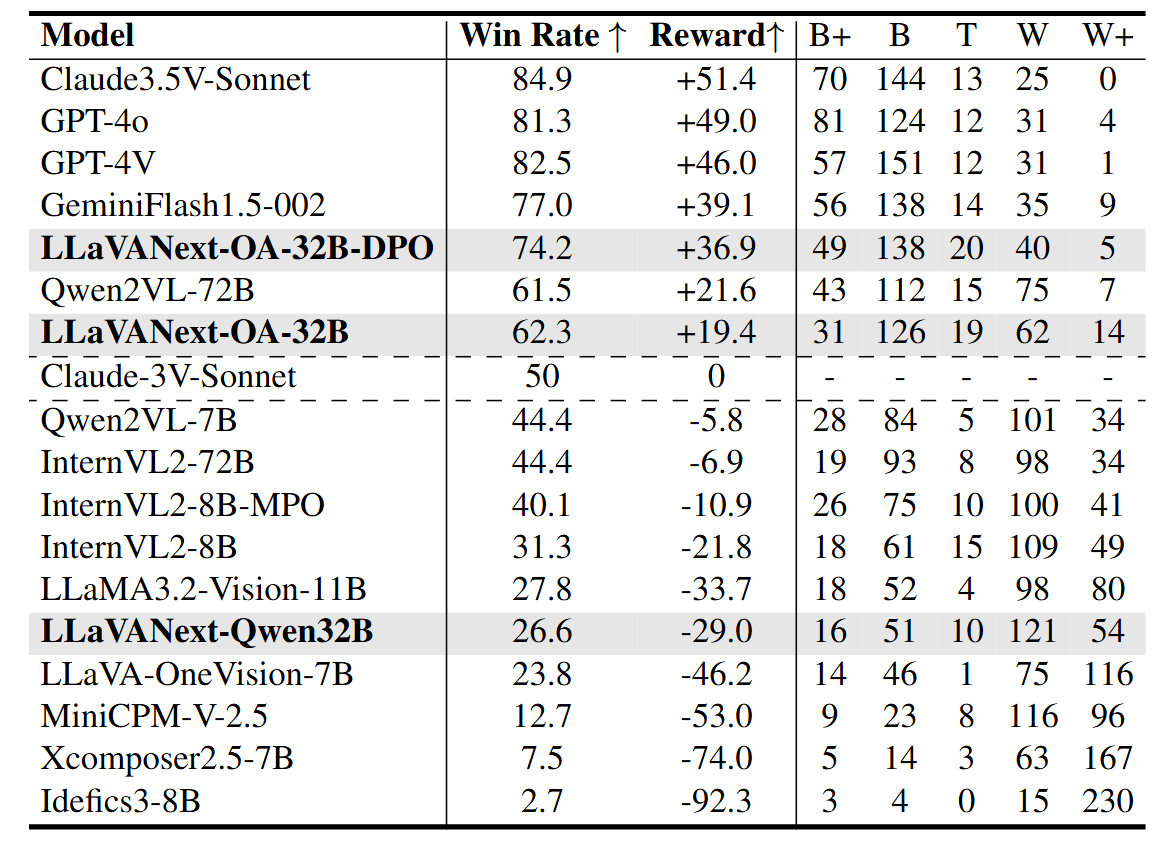 Model Win Rate ↑ Reward↑ B+ B T W W+
Claude3.5V-Sonnet 84.9 +51.4 70 144 13 25 0
GPT-4o 81.3 +49.0 81 124 12 31 4
GPT-4V 82.5 +46.0 57 151 12 31 1
GeminiFlash1.5-002 77.0 +39.1 56 138 14 35 9
LLaVANext-OA-32B-DPO 74.2 +36.9 49 138 20 40 5
Qwen2VL-72B 61.5 +21.6 43 112 15 75 7
LLaVANext-OA-32B 62.3 +19.4 31 126 19 62 14
Claude-3V-Sonnet 50 0 - - - - -
Qwen2VL-7B 44.4 -5.8 28 84 5 101 34
InternVL2-72B 44.4 -6.9 19 93 8 98 34
InternVL2-8B-MPO 40.1 -10.9 26 75 10 100 41
InternVL2-8B 31.3 -21.8 18 61 15 109 49
LLaMA3.2-Vision-11B 27.8 -33.7 18 52 4 98 80
LLaVANext-Qwen32B 26.6 -29.0 16 51 10 121 54
LLaVA-OneVision-7B 23.8 -46.2 14 46 1 75 116
MiniCPM-V-2.5 12.7 -53.0 9 23 8 116 96
Xcomposer2.5-7B 7.5 -74.0 5 14 3 63 167
Idefics3-8B 2.7 -92.3 3 4 0 15 230